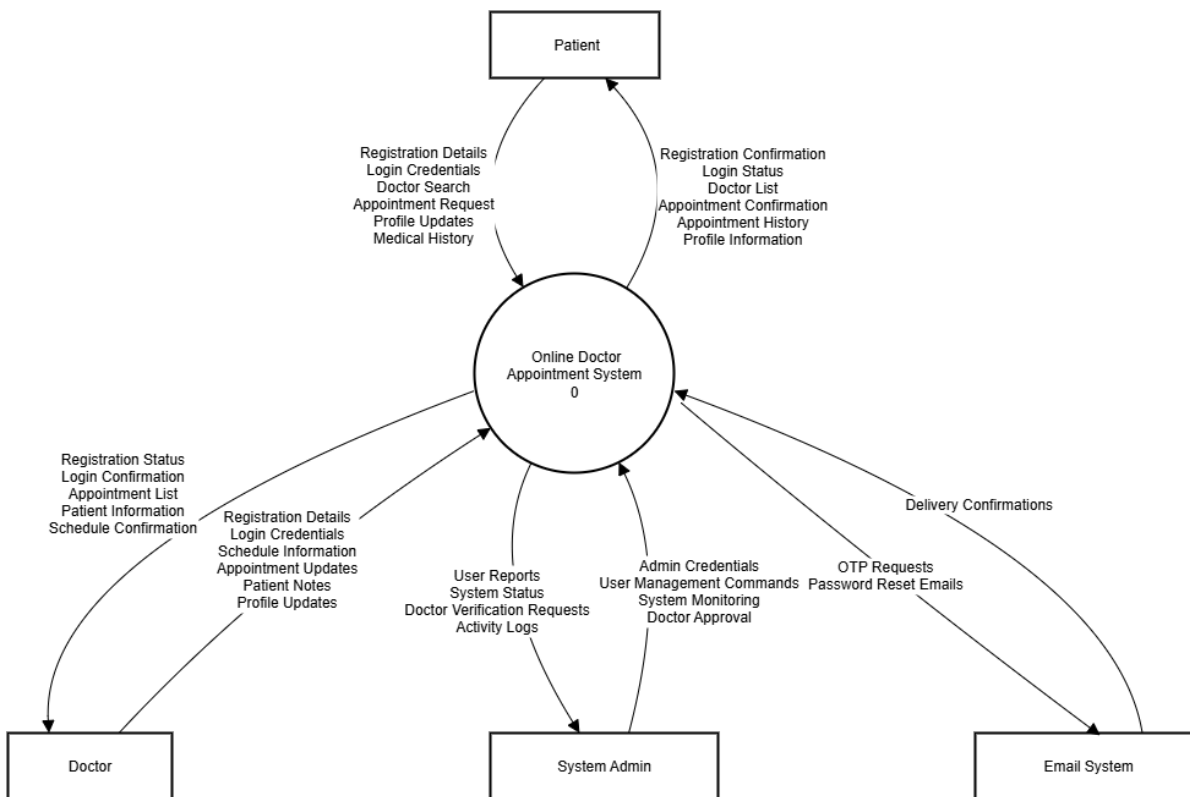 Patient
Registration Details
Login Credentials
Doctor Search
Appointment Request
Profile Updates
Medical History
Registration Confirmation
Login Status
Doctor List
Appointment Confirmation
Appointment History
Profile Information
Online Doctor
Appointment System
0
Registration Status
Login Confirmation
Appointment List
Patient Information
Schedule Confirmation
Registration Details
Login Credentials
Schedule Information
Appointment Updates
Patient Notes
Profile Updates
User Reports
System Status
Doctor Verification Requests
Activity Logs
Admin Credentials
User Management Commands
System Monitoring
Doctor Approval
OTP Requests
Password Reset Emails
Delivery Confirmations
Doctor
System Admin
Email System